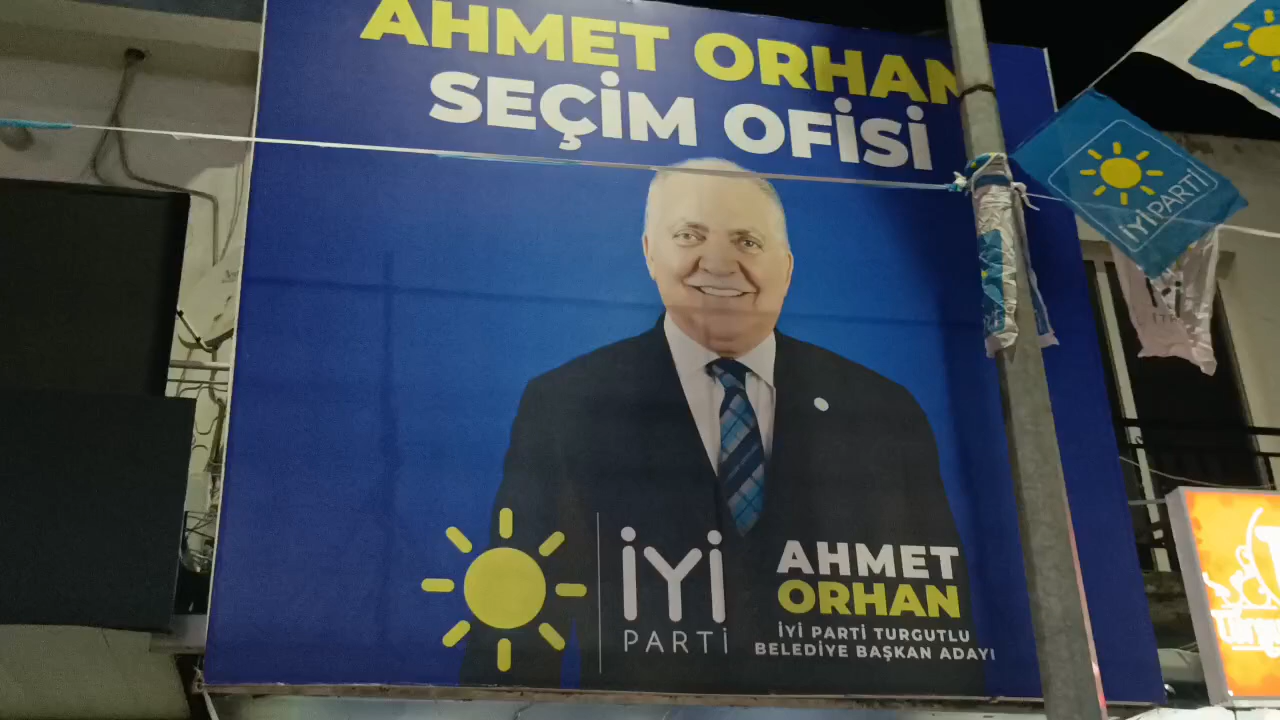 AHMET ORHAN
SEÇİM OFİSİ
İYİ PARTİ
İYİ
PARTİ
AHMET
ORHAN
İYİ PARTİ TURGUTLU
BELEDİYE BAŞKAN ADAYI